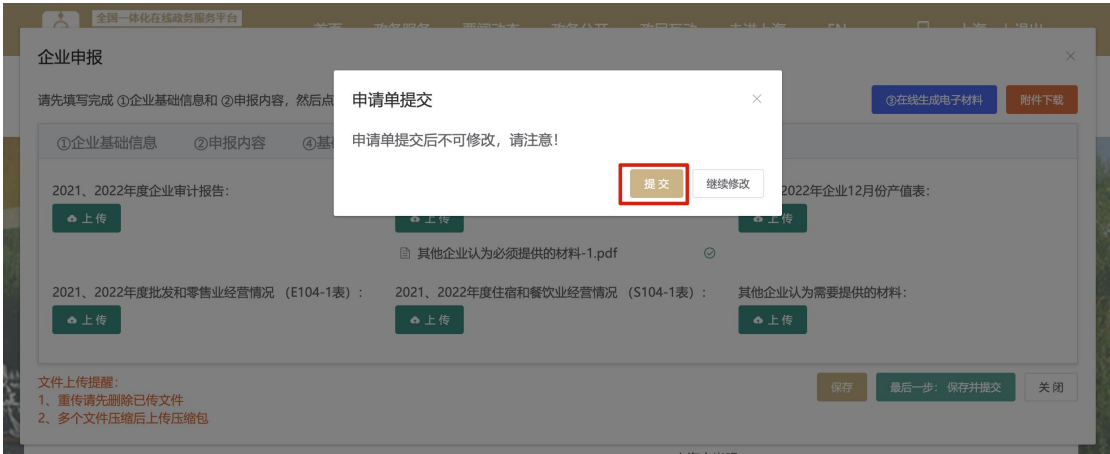 全国一体化在线政务服务平台
企业申报
请先填写完成 ①企业基础信息和 ②申报内容，然后点
③在线生成电子材料
附件下载
申请单提交
申请单提交后不可修改，请注意！
提 交
继续修改
①企业基础信息
②申报内容
④基
2021、2022年度企业审计报告：
2022年企业12月份产值表：
上 传
上 传
上 传
其他企业认为必须提供的材料-1.pdf
2021、2022年度批发和零售业经营情况 （E104-1表）：
2021、2022年度住宿和餐饮业经营情况 （S104-1表）：
其他企业认为需要提供的材料：
上 传
上 传
上 传
文件上传提醒：
1、重传请先删除已传文件
2、多个文件压缩后上传压缩包
保存
最后一步： 保存并提交
关 闭